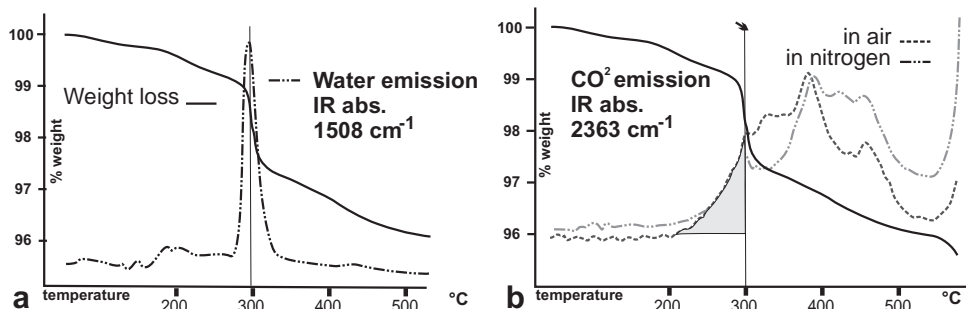 100
99
98
97
96
% weight
Weight loss
Water emission
IR abs.
1508 cm-1
a
temperature
200
300
400
500
°C
100
99
98
97
96
% weight
CO2 emission
IR abs.
2363 cm-1
in air
in nitrogen
b
temperature
200
300
400
500
°C